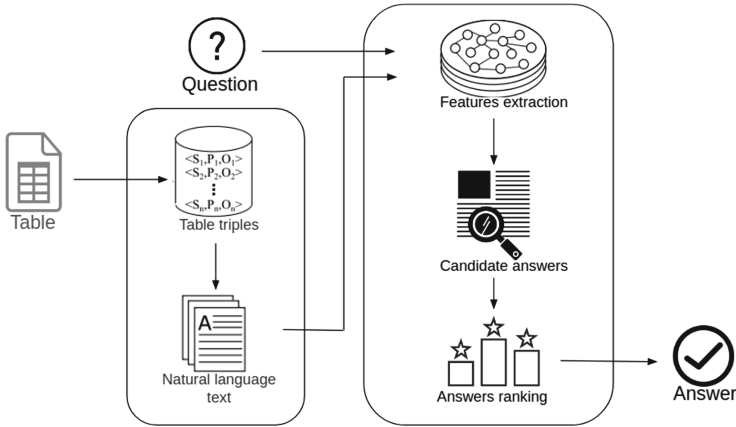 ?
Question
Table
<S1,P1,O1>
<S2,P2,O2>
⋮
<Sn,Pn,On>
Table triples
A
Natural language
text
Features extraction
Candidate answers
Answers ranking
Answer